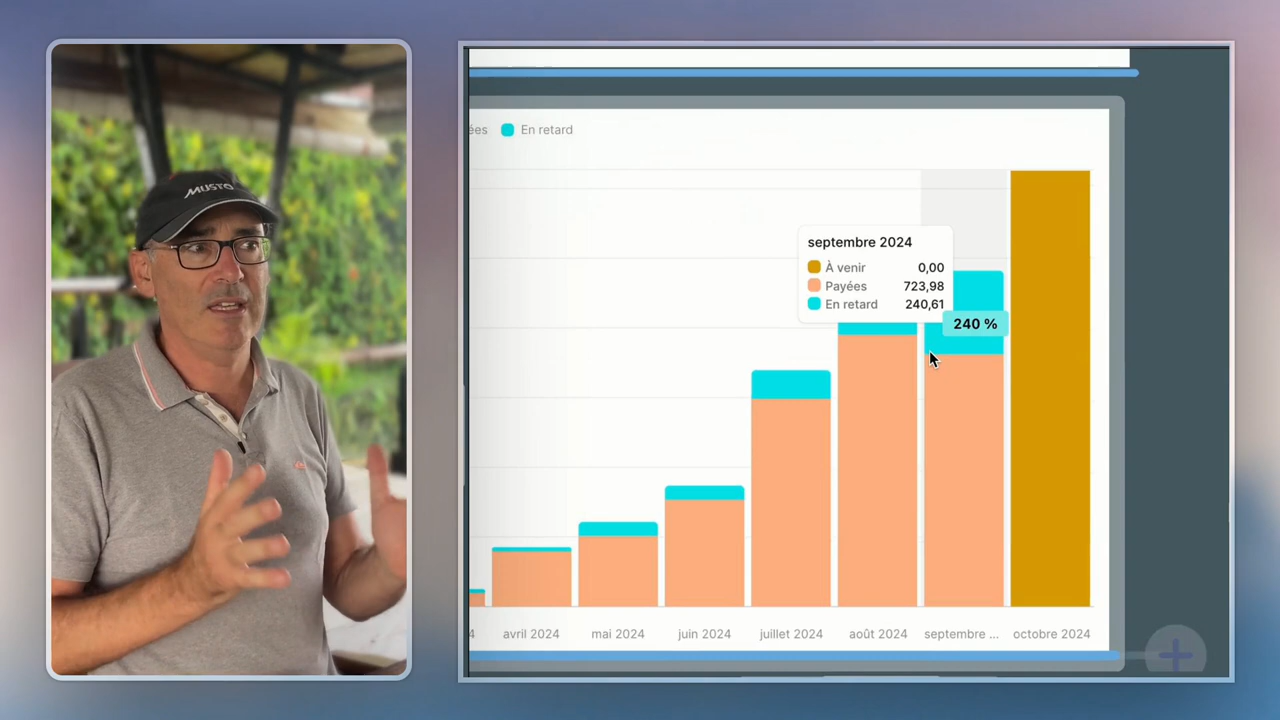 MUSTO
ées En retard
septembre 2024
À venir 0,00
Payées 723,98
En retard 240,61
240 %
4 avril 2024 mai 2024 juin 2024 juillet 2024 août 2024 septembre ... octobre 2024